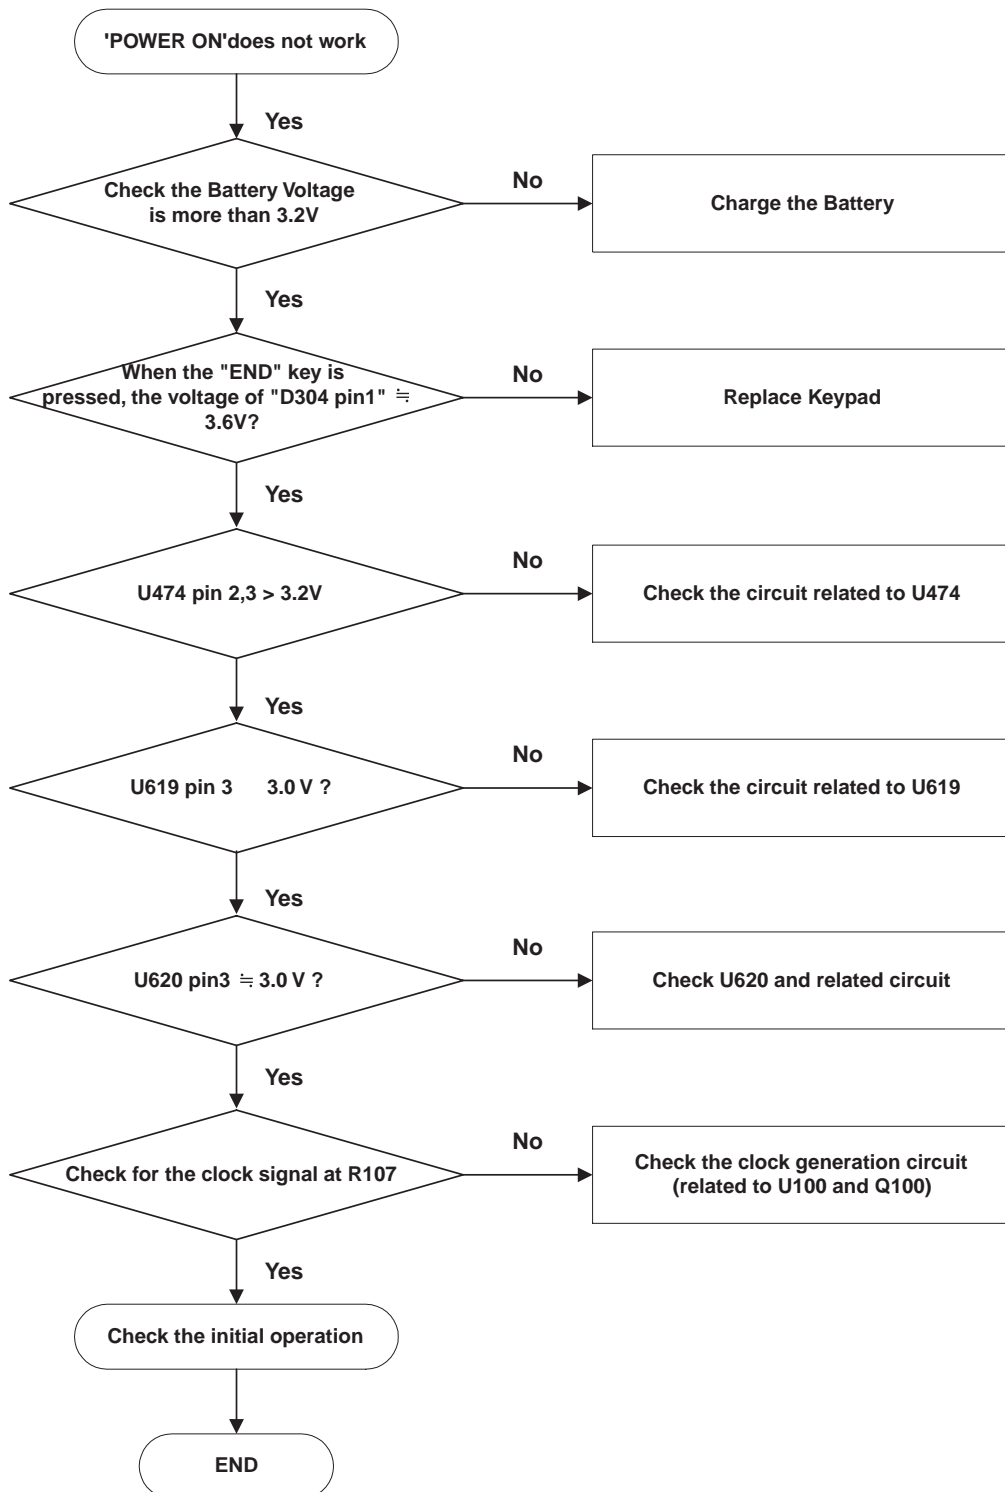 'POWER ON'does not work
Yes
Check the Battery Voltage
is more than 3.2V
No
Charge the Battery
Yes
When the "END" key is
pressed, the voltage of "D304 pin1" ≒
3.6V?
No
Replace Keypad
Yes
U474 pin 2,3 > 3.2V
No
Check the circuit related to U474
Yes
U619 pin 3 3.0 V ?
No
Check the circuit related to U619
Yes
U620 pin3 ≒ 3.0 V ?
No
Check U620 and related circuit
Yes
Check for the clock signal at R107
No
Check the clock generation circuit
(related to U100 and Q100)
Yes
Check the initial operation
END